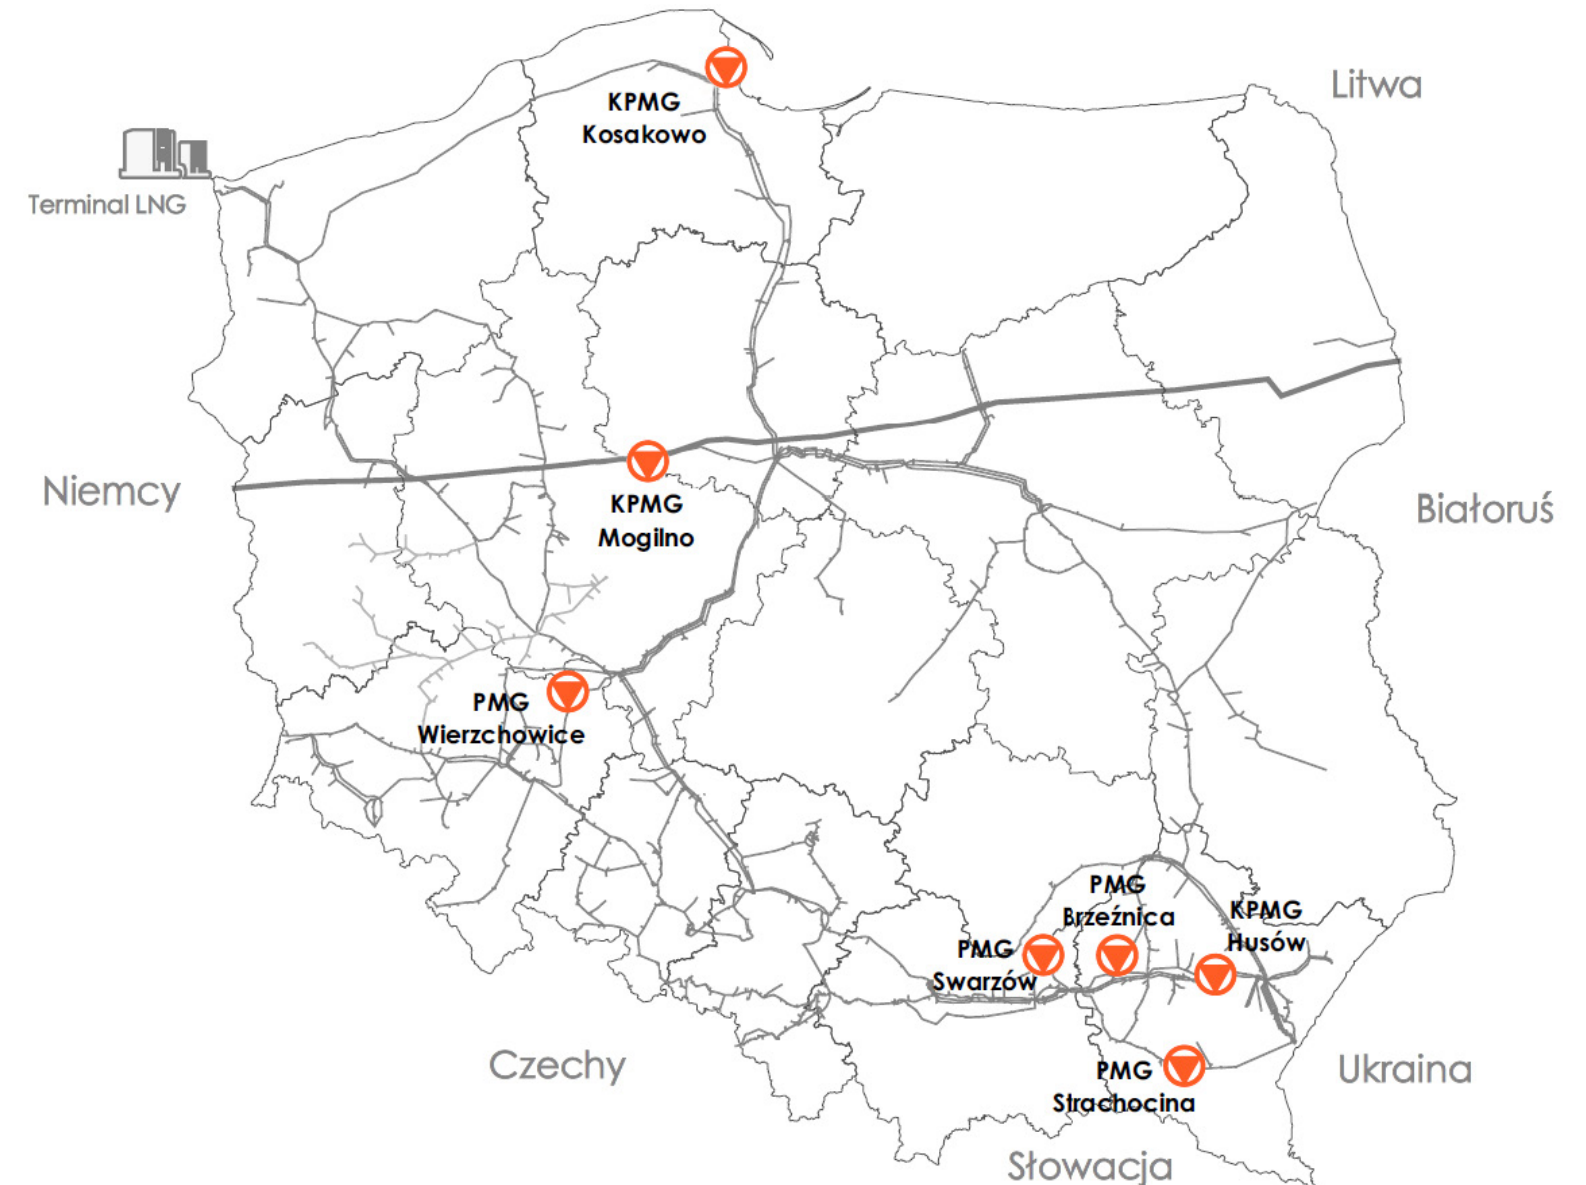 Litwa
KPMG
Kosakowo
Terminal LNG
Niemcy
KPMG
Mogilno
Białoruś
PMG
Wierzchowice
PMG
Brzeźnica
KPMG
Husów
PMG
Swarzów
Czechy
PMG
Strachocina
Ukraina
Słowacja